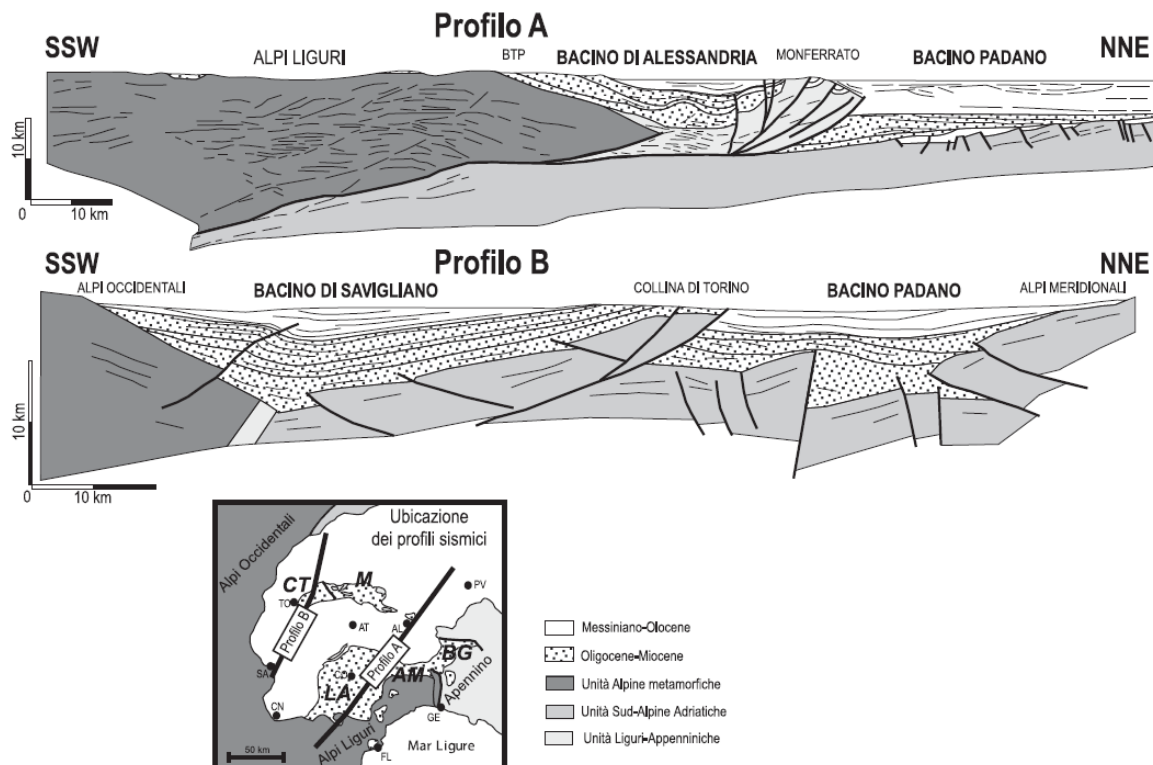 Profilo A
SSW
ALPI LIGURI
BTP
BACINO DI ALESSANDRIA
MONFERRATO
BACINO PADANO
NNE
10 km
0
10 km
Profilo B
SSW
NNE
ALPI OCCIDENTALI
BACINO DI SAVIGLIANO
COLLINA DI TORINO
BACINO PADANO
ALPI MERIDIONALI
10 km
0
10 km
Ubicazione
dei profili sismici
Alpi Occidentali
CT
M
TO
PV
Profilo B
AT
AL
Profilo A
BG
SA
AM
LA
Apennino
CN
GE
Alpi Liguri
Mar Ligure
FL
50 km
Messiniano-Olocene
Oligocene-Miocene
Unità Alpine metamorfiche
Unità Sud-Alpine Adriatiche
Unità Liguri-Appenniniche